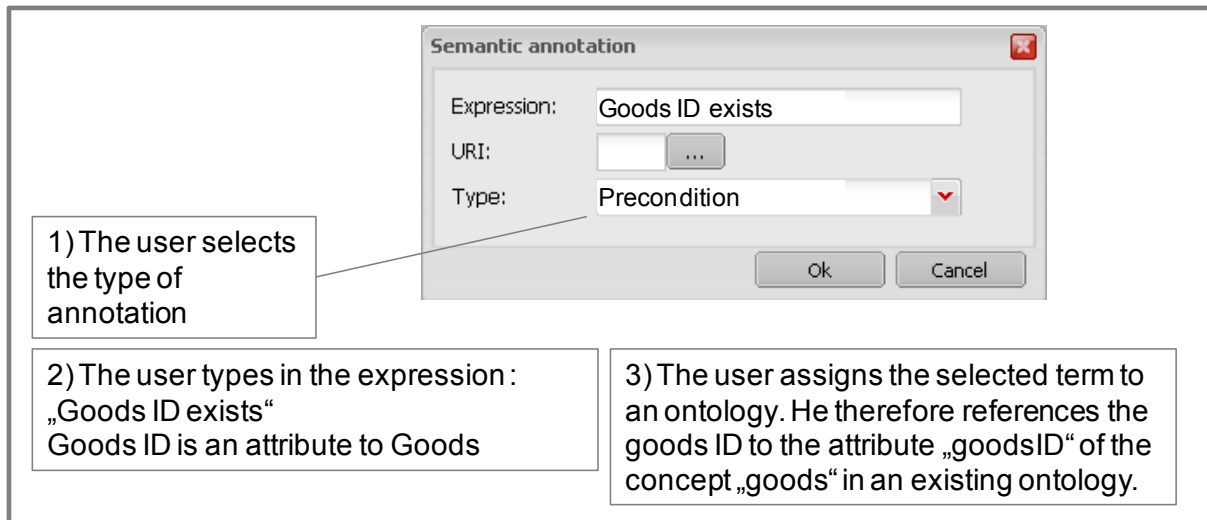 Semantic annotation
Expression: Goods ID exists
URI: ...
Type: Precondition
Ok Cancel
1) The user selects
the type of
annotation
2) The user types in the expression :
„Goods ID exists“
Goods ID is an attribute to Goods
3) The user assigns the selected term to
an ontology. He therefore references the
goods ID to the attribute „goodsID“ of the
concept „goods“ in an existing ontology.